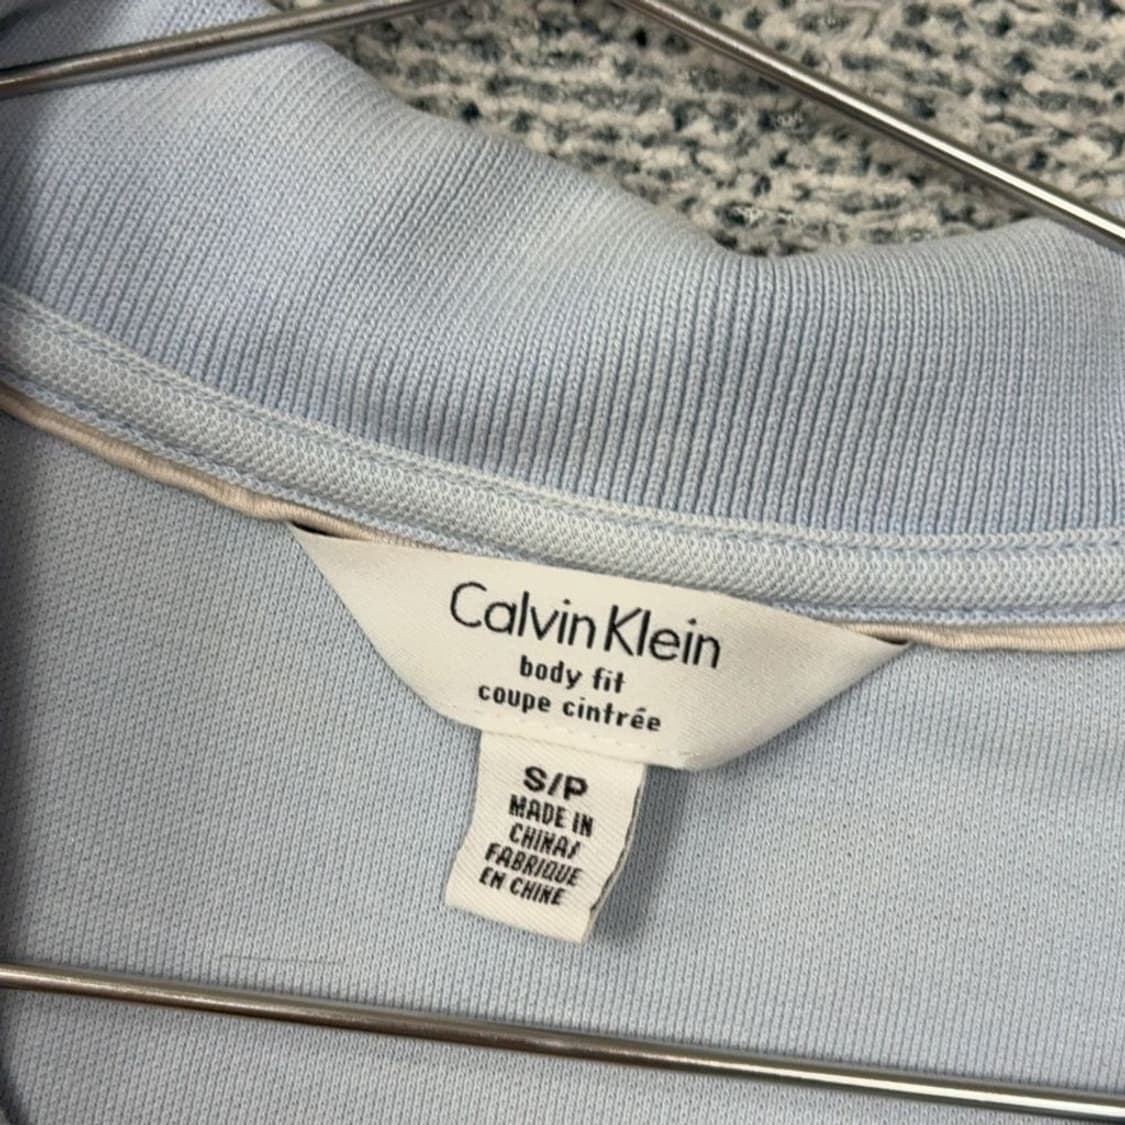 Calvin Klein
body fit
coupe cintrée
S/P
MADE IN
CHINA/
FABRIQUE
EN CHINE